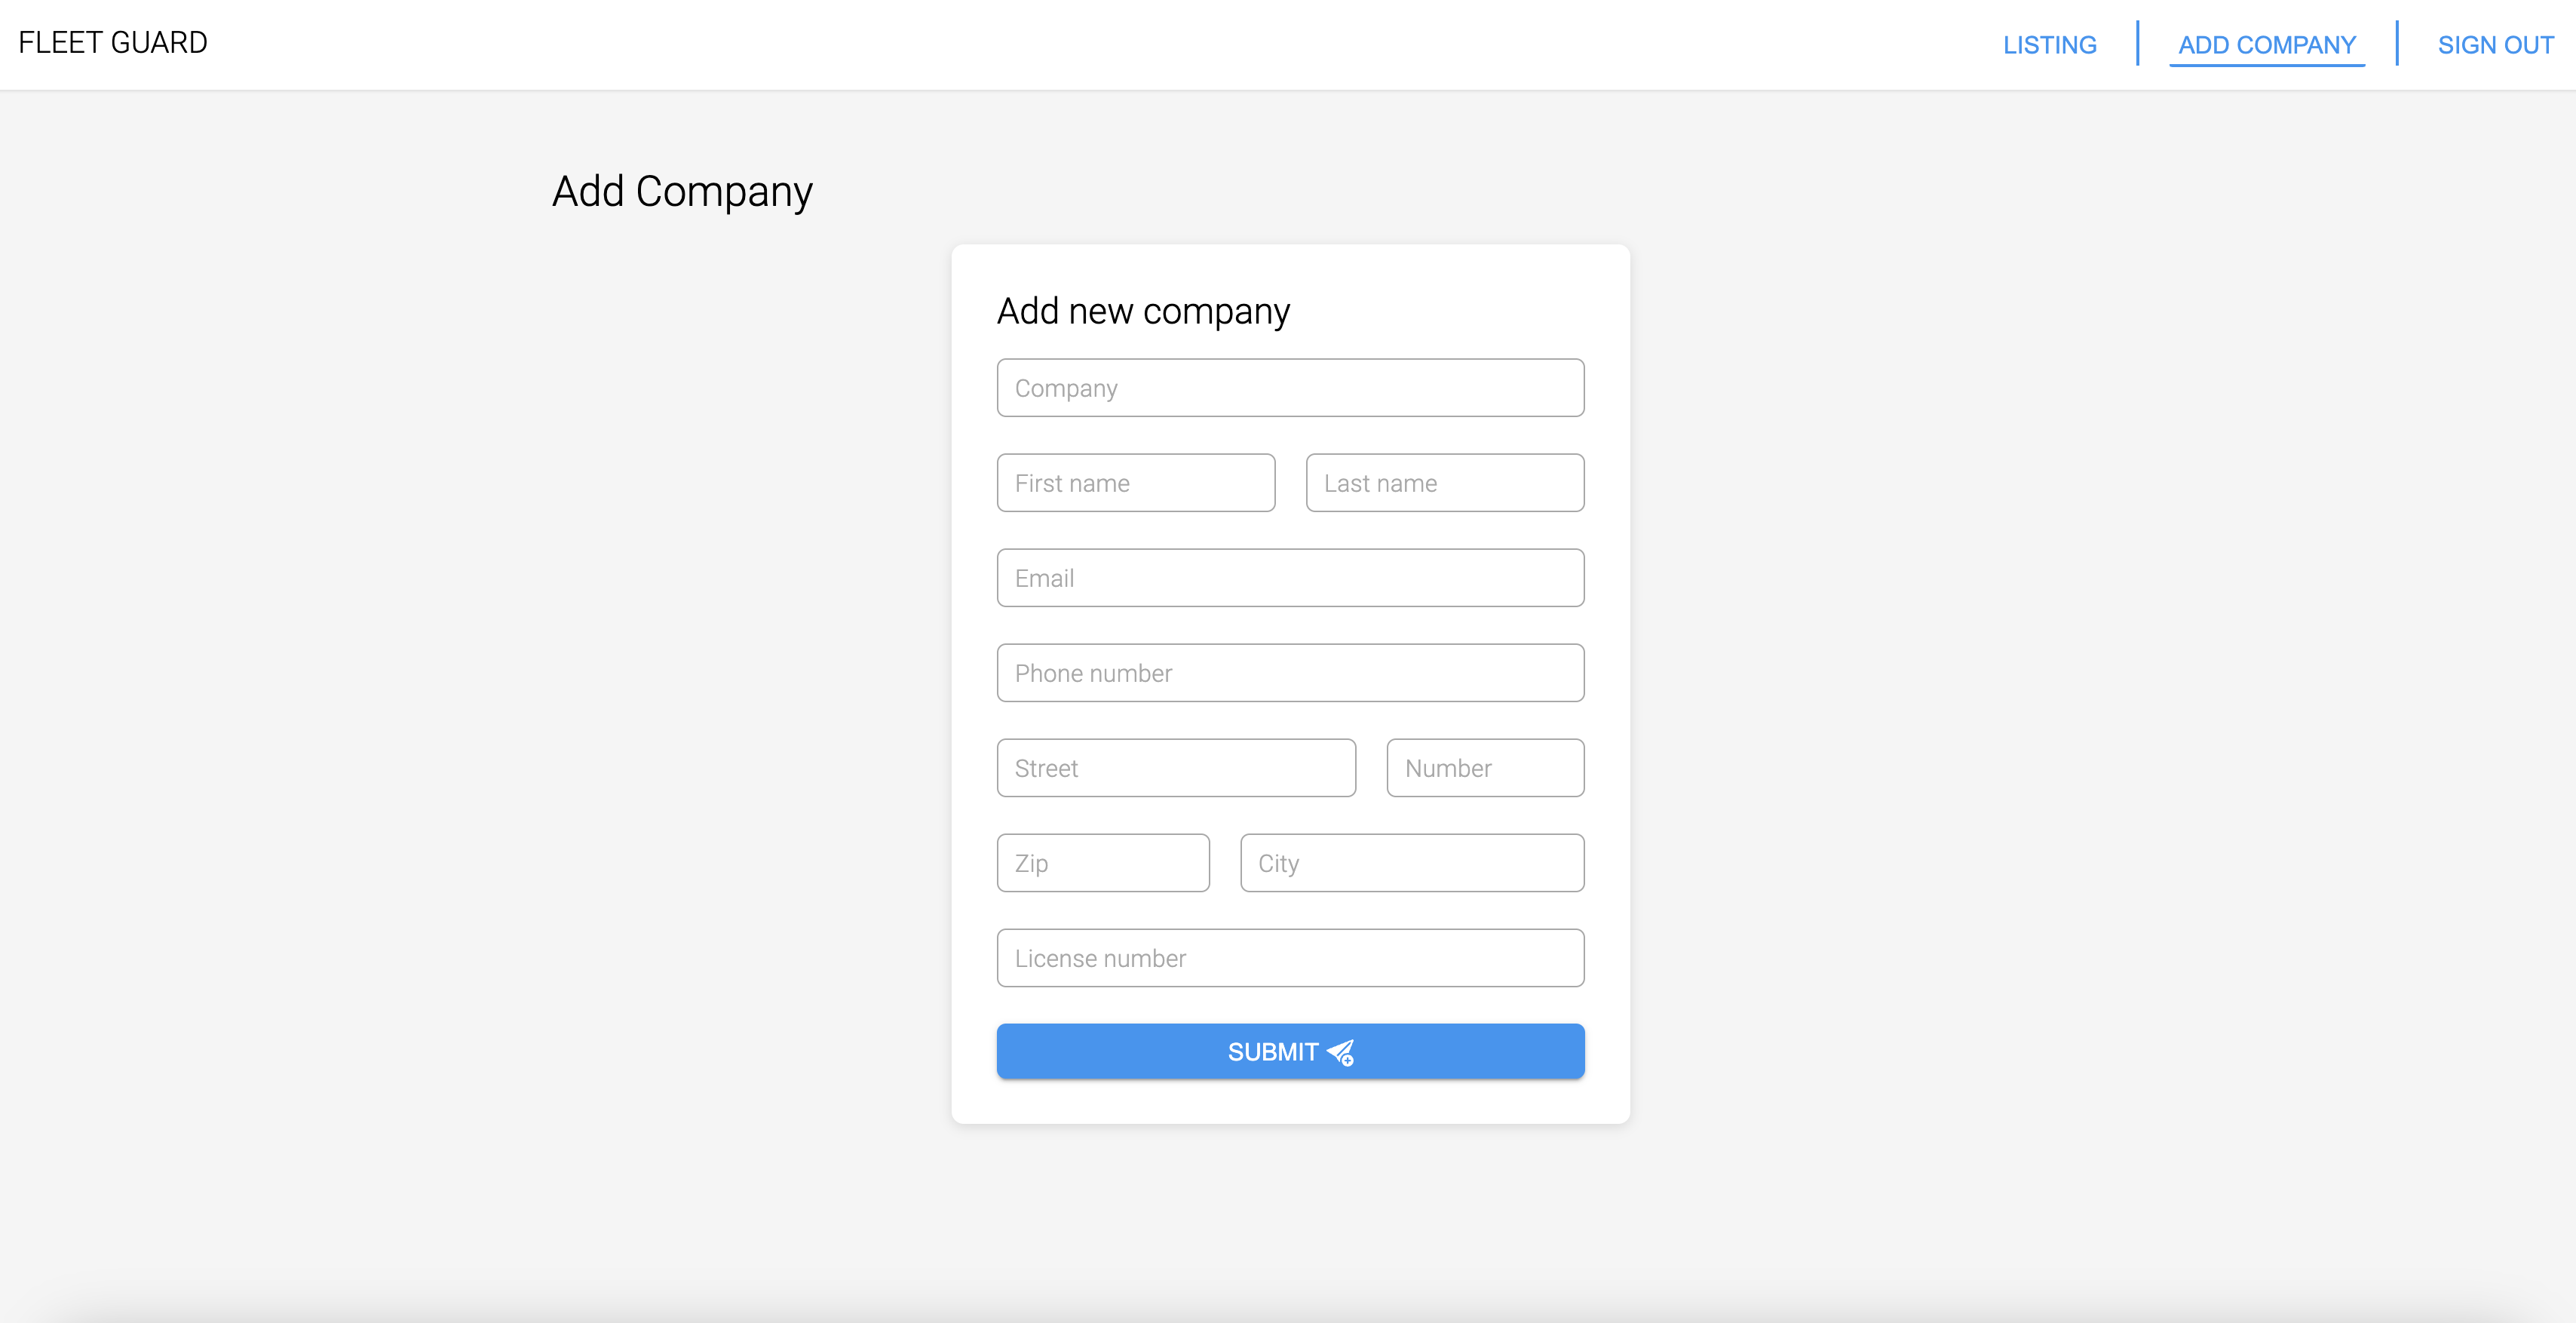 FLEET GUARD
LISTING
ADD COMPANY
SIGN OUT
Add Company
Add new company
Company
First name
Last name
Email
Phone number
Street
Number
Zip
City
License number
SUBMIT